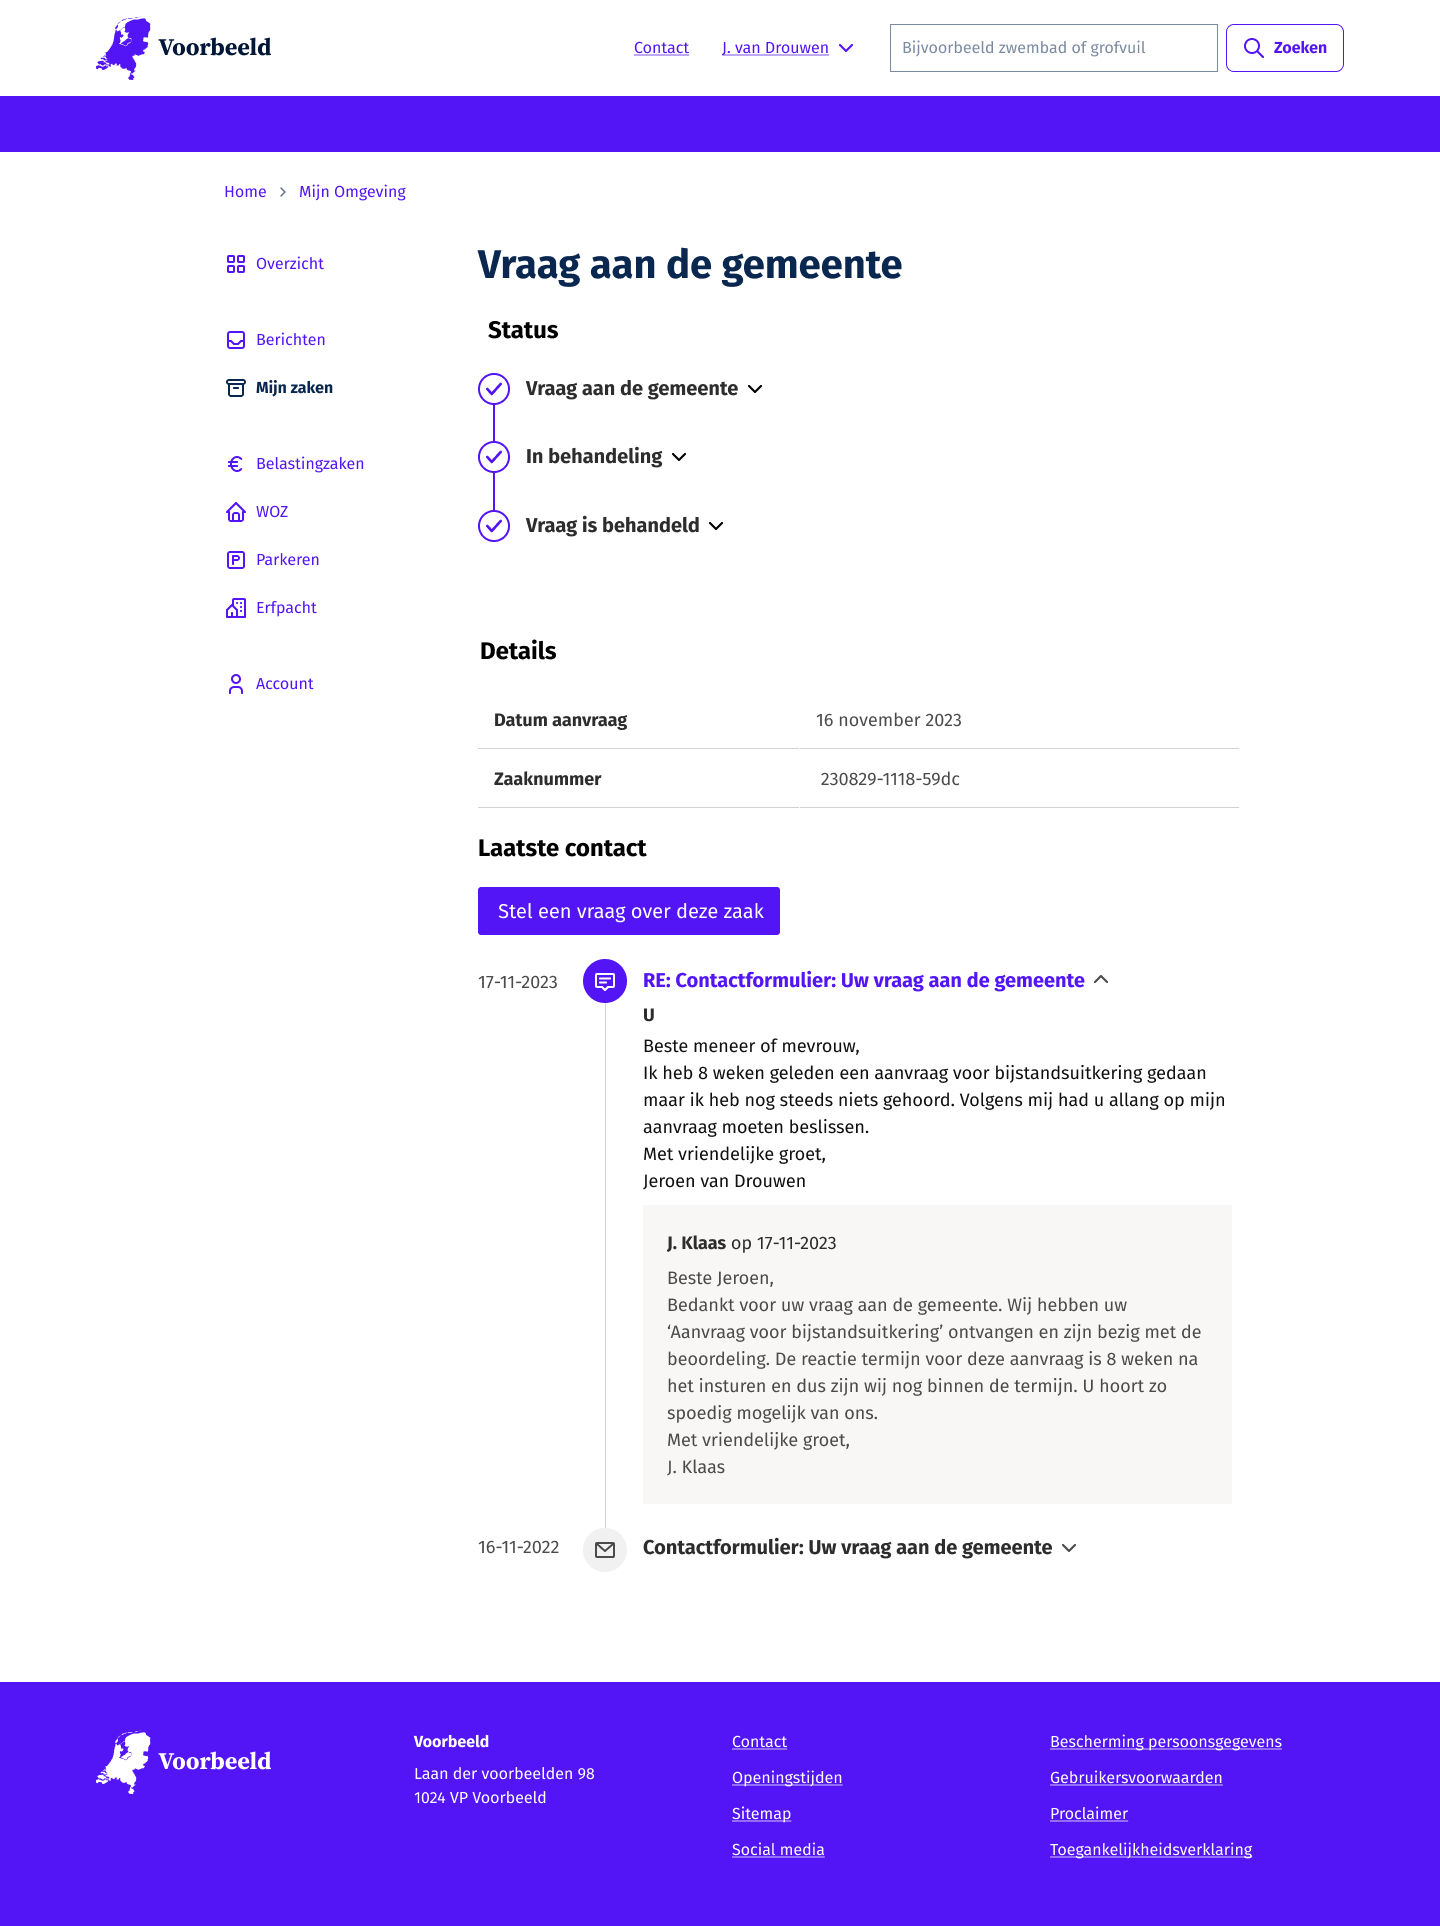 Voorbeeld
Contact
J. van Drouwen
Bijvoorbeeld zwembad of grofvuil
Zoeken
Home
Mijn Omgeving
Overzicht
Berichten
Mijn zaken
Belastingzaken
WOZ
Parkeren
Erfpacht
Account
Vraag aan de gemeente
Status
Vraag aan de gemeente
In behandeling
Vraag is behandeld
Details
Datum aanvraag 16 november 2023
Zaaknummer 230829-1118-59dc
Laatste contact
Stel een vraag over deze zaak
17-11-2023
RE: Contactformulier: Uw vraag aan de gemeente
U
Beste meneer of mevrouw,
Ik heb 8 weken geleden een aanvraag voor bijstandsuitkering gedaan
maar ik heb nog steeds niets gehoord. Volgens mij had u allang op mijn
aanvraag moeten beslissen.
Met vriendelijke groet,
Jeroen van Drouwen
J. Klaas op 17-11-2023
Beste Jeroen,
Bedankt voor uw vraag aan de gemeente. Wij hebben uw
‘Aanvraag voor bijstandsuitkering’ ontvangen en zijn bezig met de
beoordeling. De reactie termijn voor deze aanvraag is 8 weken na
het insturen en dus zijn wij nog binnen de termijn. U hoort zo
spoedig mogelijk van ons.
Met vriendelijke groet,
J. Klaas
16-11-2022
Contactformulier: Uw vraag aan de gemeente
Voorbeeld
Voorbeeld
Laan der voorbeelden 98
1024 VP Voorbeeld
Contact
Openingstijden
Sitemap
Social media
Bescherming persoonsgegevens
Gebruikersvoorwaarden
Proclaimer
Toegankelijkheidsverklaring